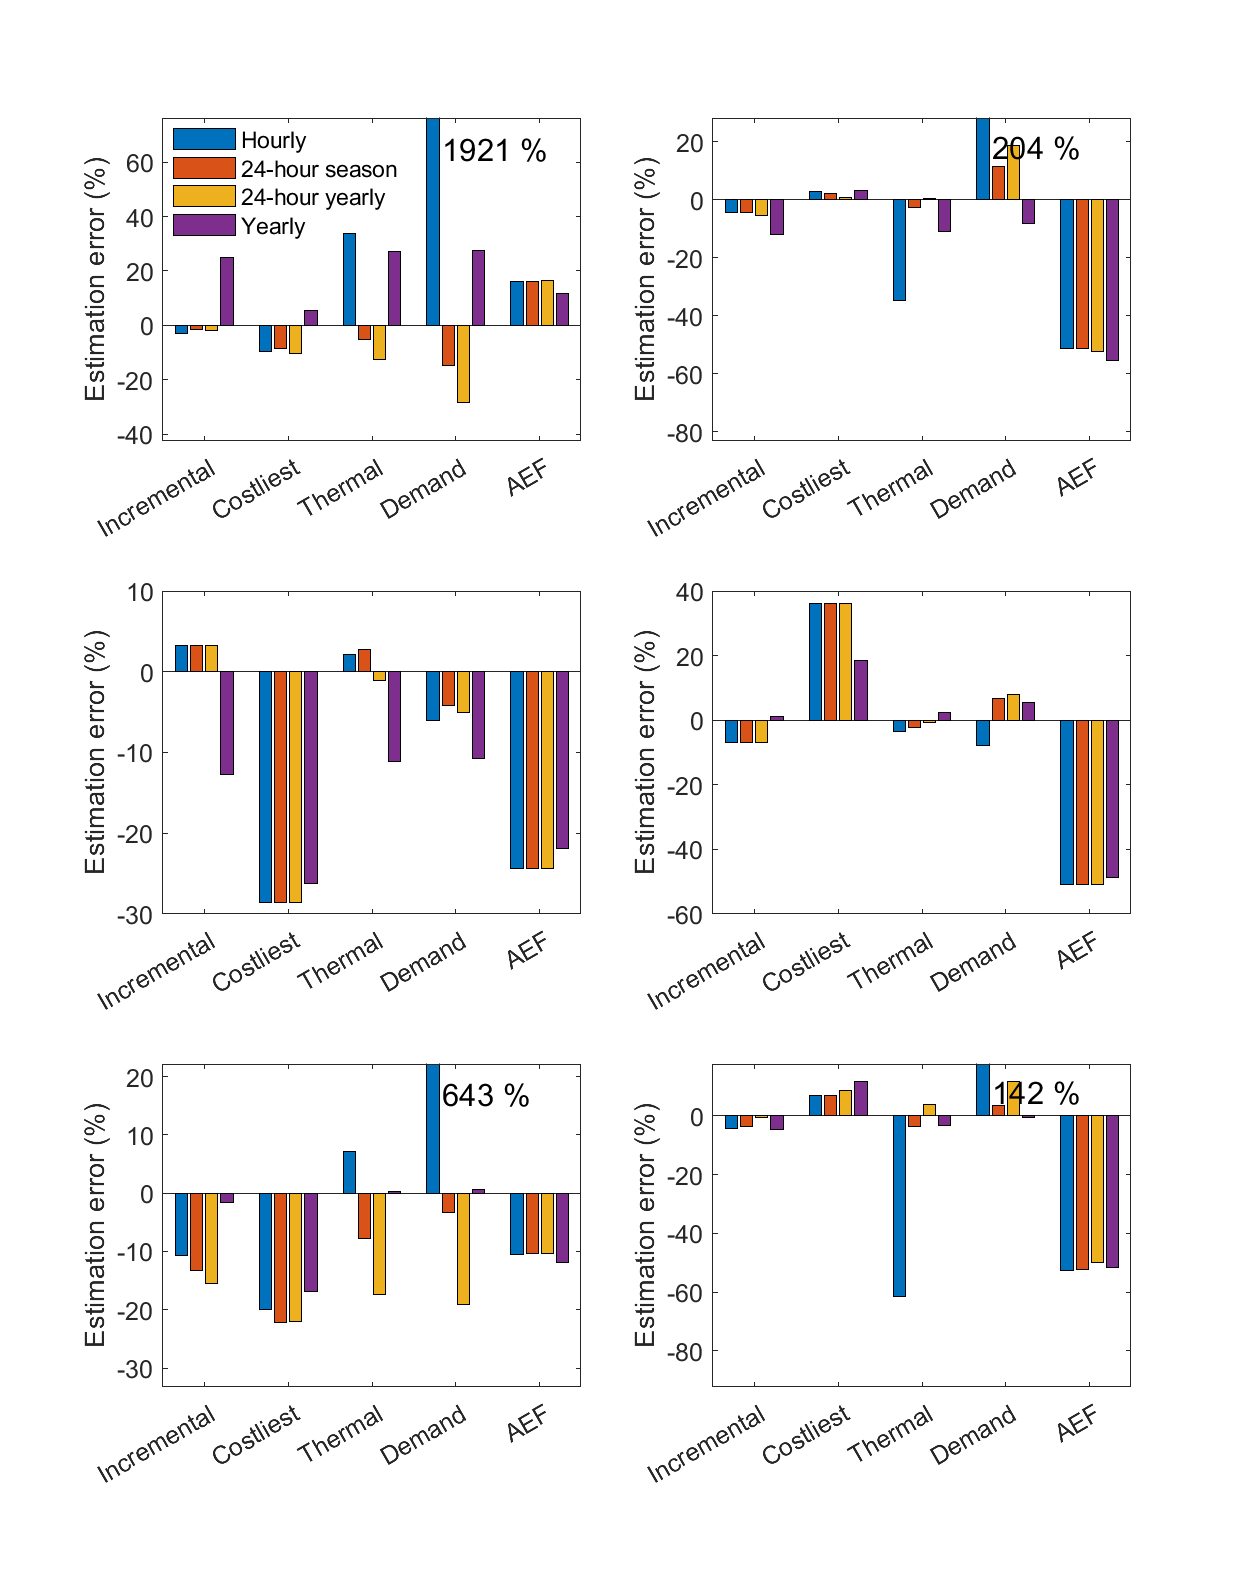 Estimation error (%)
60
40
20
0
-20
-40
Hourly
24-hour season
24-hour yearly
Yearly
1921 %
Incremental
Costliest
Thermal
Demand
AEF
Estimation error (%)
20
0
-20
-40
-60
-80
204 %
Incremental
Costliest
Thermal
Demand
AEF
Estimation error (%)
10
0
-10
-20
-30
Incremental
Costliest
Thermal
Demand
AEF
Estimation error (%)
40
20
0
-20
-40
-60
Incremental
Costliest
Thermal
Demand
AEF
Estimation error (%)
20
10
0
-10
-20
-30
643 %
Incremental
Costliest
Thermal
Demand
AEF
Estimation error (%)
0
-20
-40
-60
-80
142 %
Incremental
Costliest
Thermal
Demand
AEF